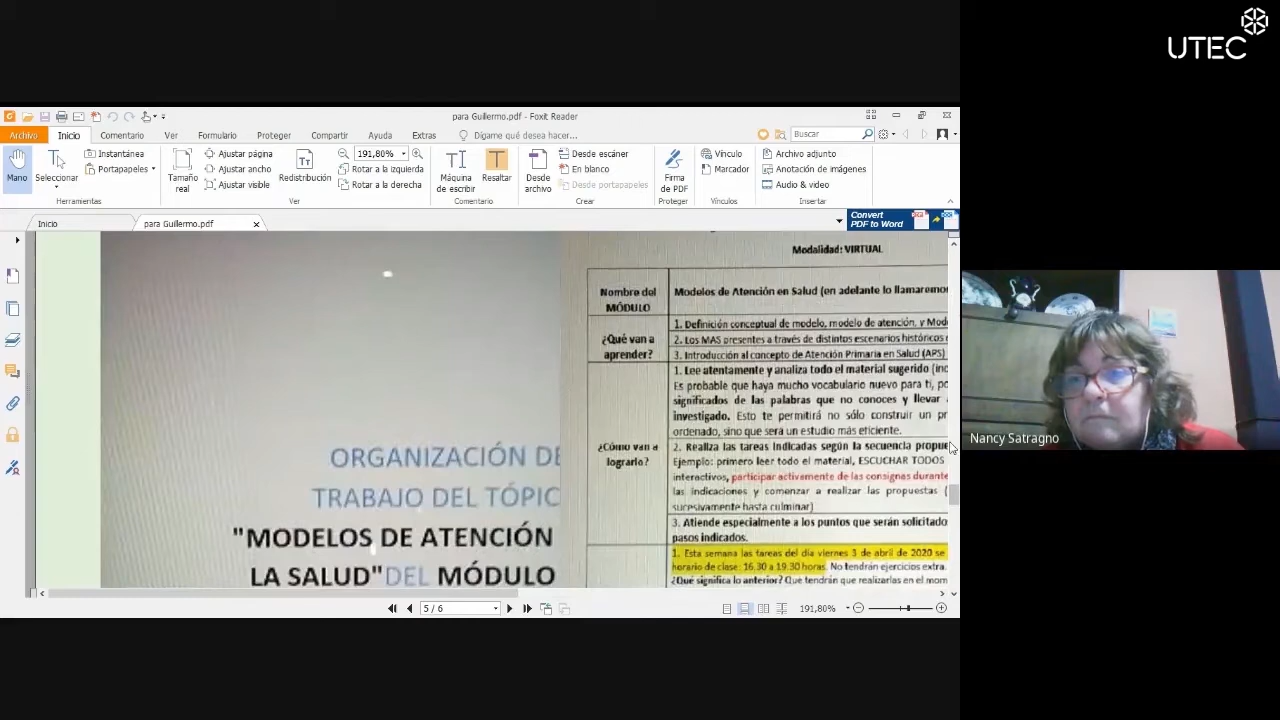 UTEC
para Guillermo.pdf - Foxit Reader
Archivo Inicio Comentario Ver Formulario Proteger Compartir Ayuda Extras Dígame qué desea hacer... Buscar
Mano
Seleccionar
Instantánea
Portapapeles
Herramientas
Tamaño real
Ajustar página
Ajustar ancho
Ajustar visible
Redistribución
191,80%
Rotar a la izquierda
Rotar a la derecha
Ver
Máquina de escribir
Resaltar
Comentario
Desde archivo
Desde escáner
En blanco
Desde portapapeles
Crear
Firma de PDF
Proteger
Vínculo
Marcador
Vínculos
Archivo adjunto
Anotación de imágenes
Audio & video
Insertar
Inicio
para Guillermo.pdf
Convert
PDF to Word
ORGANIZACIÓN DE
TRABAJO DEL TÓPIC
"MODELOS DE ATENCIÓN
LA SALUD"DEL MÓDULO
Modalidad: VIRTUAL
Nombre del
MÓDULO
Modelos de Atención en Salud (en adelante lo llamaremo
¿Qué van a
aprender?
1. Definición conceptual de modelo, modelo de atención, y Mod
2. Los MAS presentes a través de distintos escenarios históricos
3. Introducción al concepto de Atención Primaria en Salud (APS)
¿Cómo van a
lograrlo?
1. Lee atentamente y analiza todo el material sugerido (inc
Es probable que haya mucho vocabulario nuevo para ti, po
significados de las palabras que no conoces y llevar
investigado. Esto te permitirá no sólo construir un pr
ordenado, sino que será un estudio más eficiente.
2. Realiza las tareas indicadas según la secuencia propue
Ejemplo: primero leer todo el material, ESCUCHAR TODOS
interactivos, participar activamente de las consignas durante
las indicaciones y comenzar a realizar las propuestas (
sucesivamente hasta culminar)
3. Atiende especialmente a los puntos que serán solicitado
pasos indicados.
1. Esta semana las tareas del día viernes 3 de abril de 2020 se
horario de clase: 16.30 a 19.30 horas. No tendrán ejercicios extra.
¿Qué significa lo anterior? Que tendrán que realizarlas en el mom
5 / 6
191,80%
Nancy Satragno